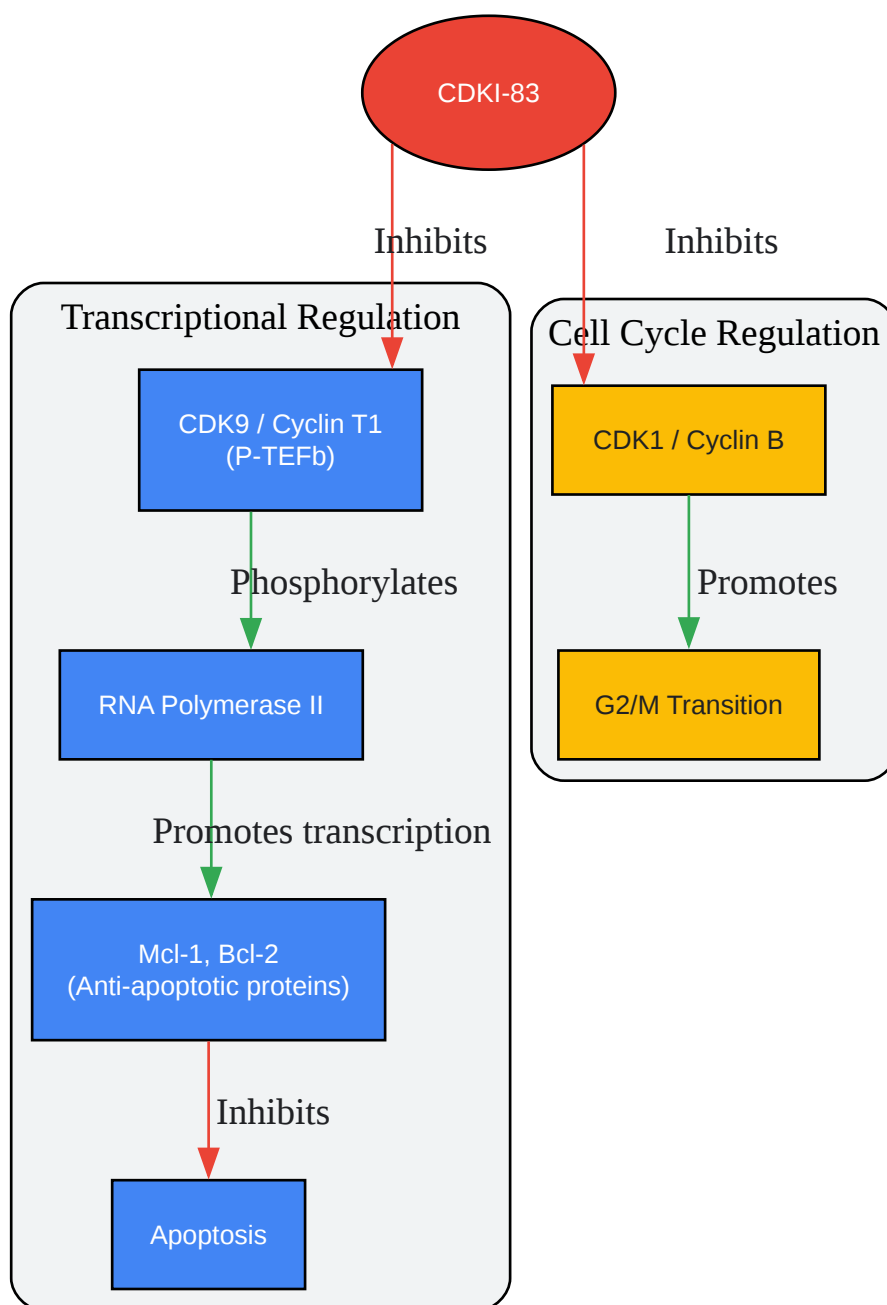 CDKI-83
Inhibits
Inhibits
Transcriptional Regulation
CDK9 / Cyclin T1
(P-TEFb)
Phosphorylates
RNA Polymerase II
Promotes transcription
Mcl-1, Bcl-2
(Anti-apoptotic proteins)
Inhibits
Apoptosis
Cell Cycle Regulation
CDK1 / Cyclin B
Promotes
G2/M Transition